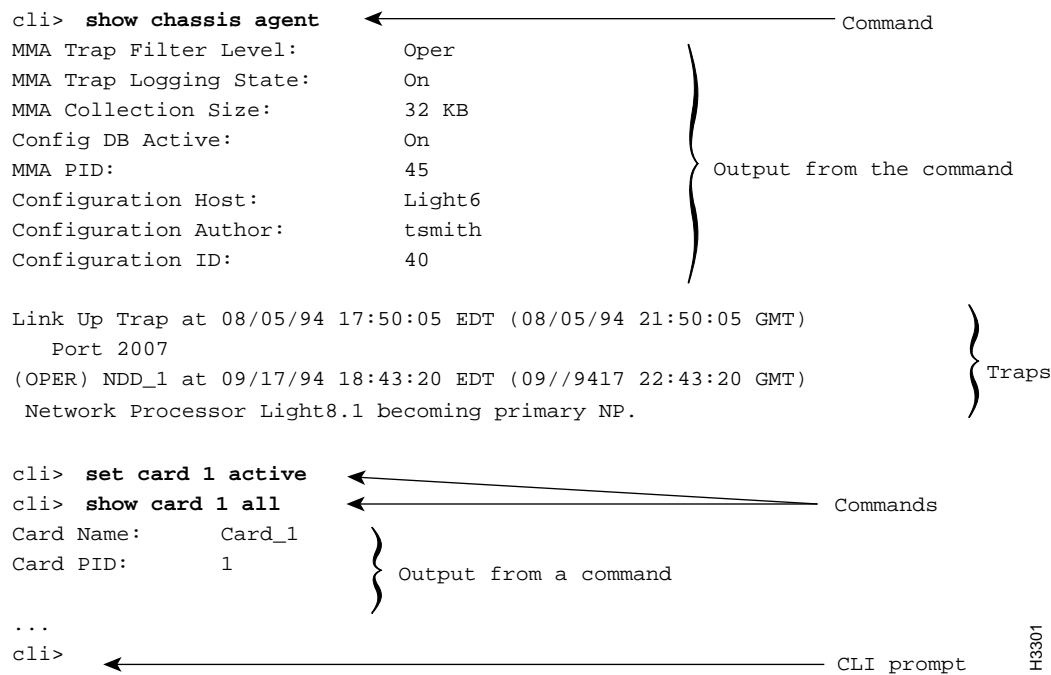 cli> show chassis agent Command
MMA Trap Filter Level: Oper
MMA Trap Logging State: On
MMA Collection Size: 32 KB
Config DB Active: On
MMA PID: 45 Output from the command
Configuration Host: Light6
Configuration Author: tsmith
Configuration ID: 40
Link Up Trap at 08/05/94 17:50:05 EDT (08/05/94 21:50:05 GMT)
Port 2007
(OPER) NDD_1 at 09/17/94 18:43:20 EDT (09//9417 22:43:20 GMT) Traps
Network Processor Light8.1 becoming primary NP.
cli> set card 1 active
cli> show card 1 all Commands
Card Name: Card_1
Card PID: 1 Output from a command
...
cli> CLI prompt
H3301